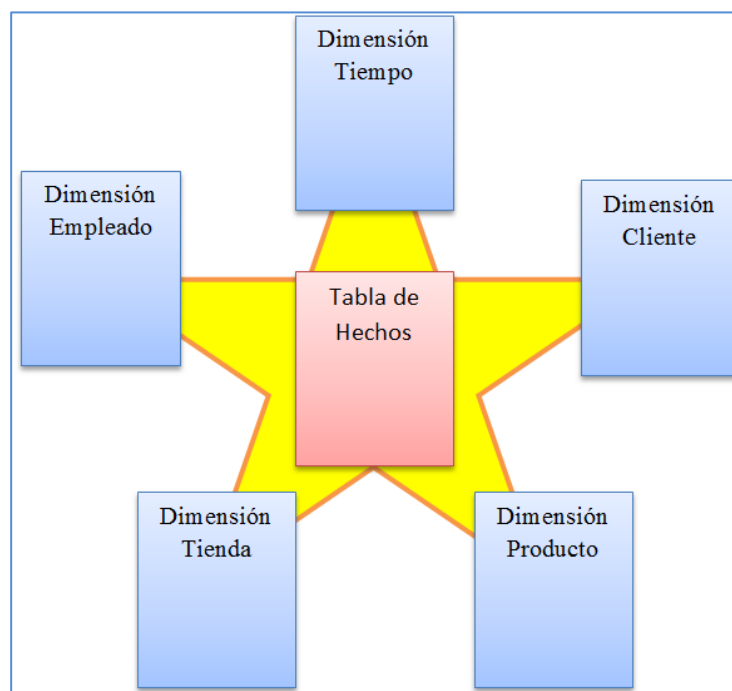 Dimensión
Tiempo
Dimensión
Empleado
Dimensión
Cliente
Tabla de
Hechos
Dimensión
Tienda
Dimensión
Producto